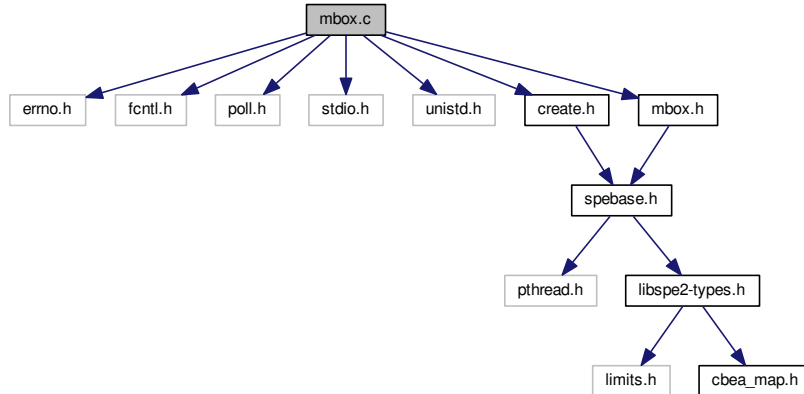 mbox.c
errno.h
fcntl.h
poll.h
stdio.h
unistd.h
create.h
mbox.h
spebase.h
pthread.h
libspe2-types.h
limits.h
cbea_map.h